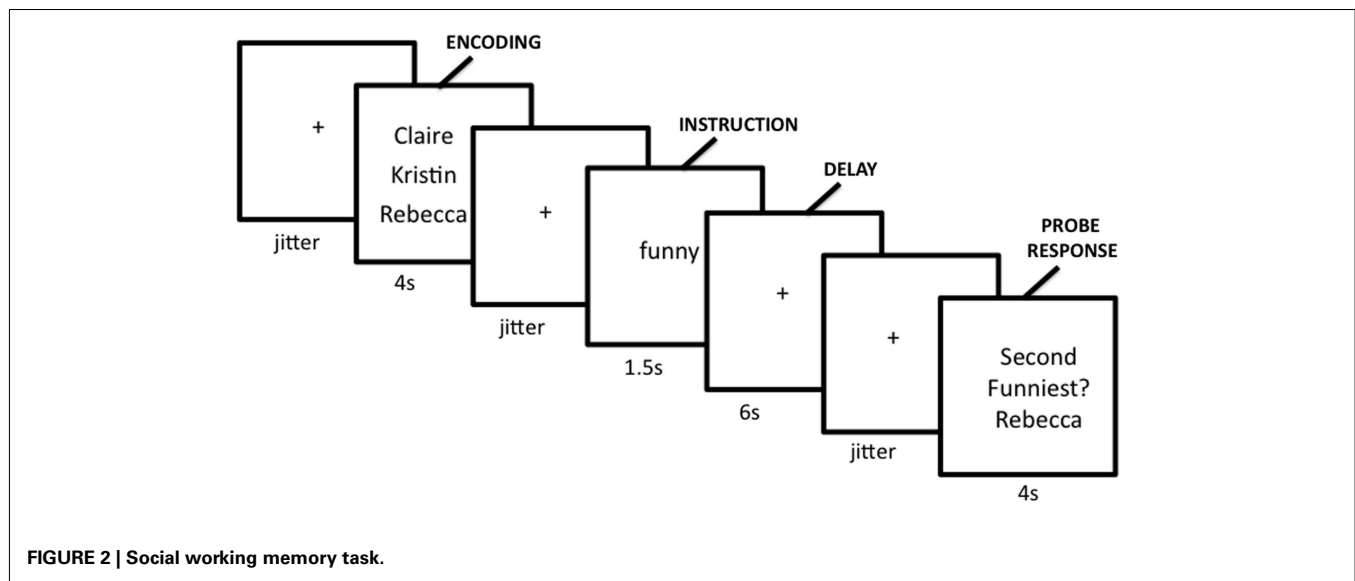 +
jitter
ENCODING
Claire
Kristin
Rebecca
4s
+
jitter
INSTRUCTION
funny
1.5s
DELAY
+
6s
+
jitter
PROBE
RESPONSE
Second
Funniest?
Rebecca
4s
FIGURE 2 | Social working memory task.